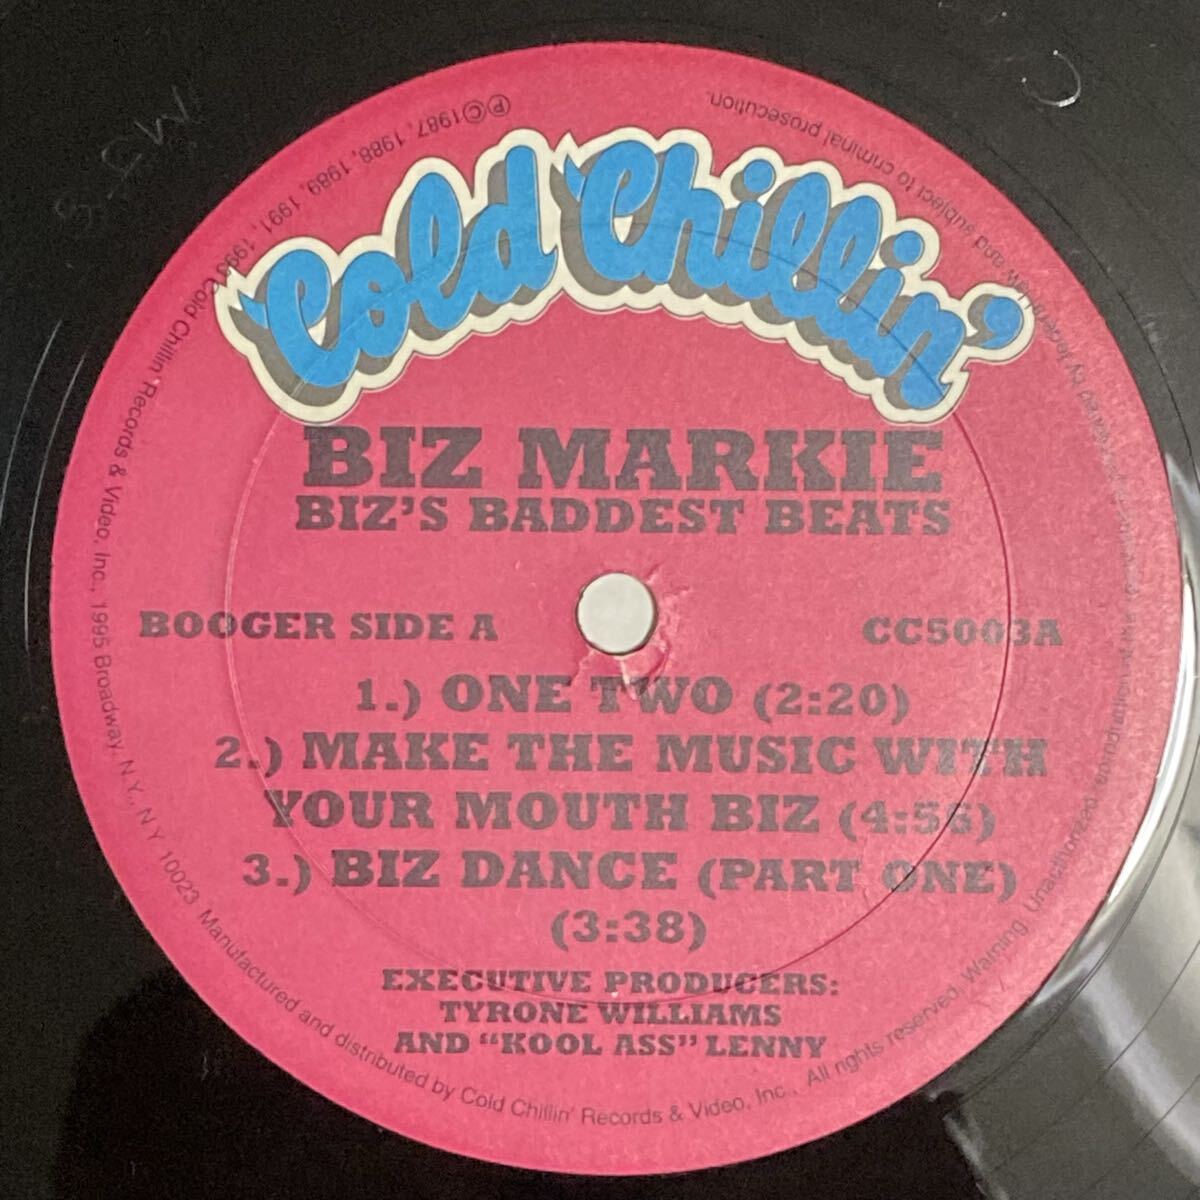 Cold Chillin'
BIZ MARKIE
BIZ'S BADDEST BEATS
BOOGER SIDE A
CC5003A
1.) ONE TWO (2:20)
2.) MAKE THE MUSIC WITH
YOUR MOUTH BIZ (4:56)
3.) BIZ DANCE (PART ONE)
(3:38)
EXECUTIVE PRODUCERS:
TYRONE WILLIAMS
AND "KOOL ASS" LENNY
℗©1987, 1988, 1989, 1991, 1993 Cold Chillin' Records & Video, Inc., 1995 Broadway, N.Y., N.Y. 10023 Manufactured and distributed by Cold Chillin' Records & Video, Inc., All rights reserved, Warning, Unauthorized and subject to criminal prosecution.